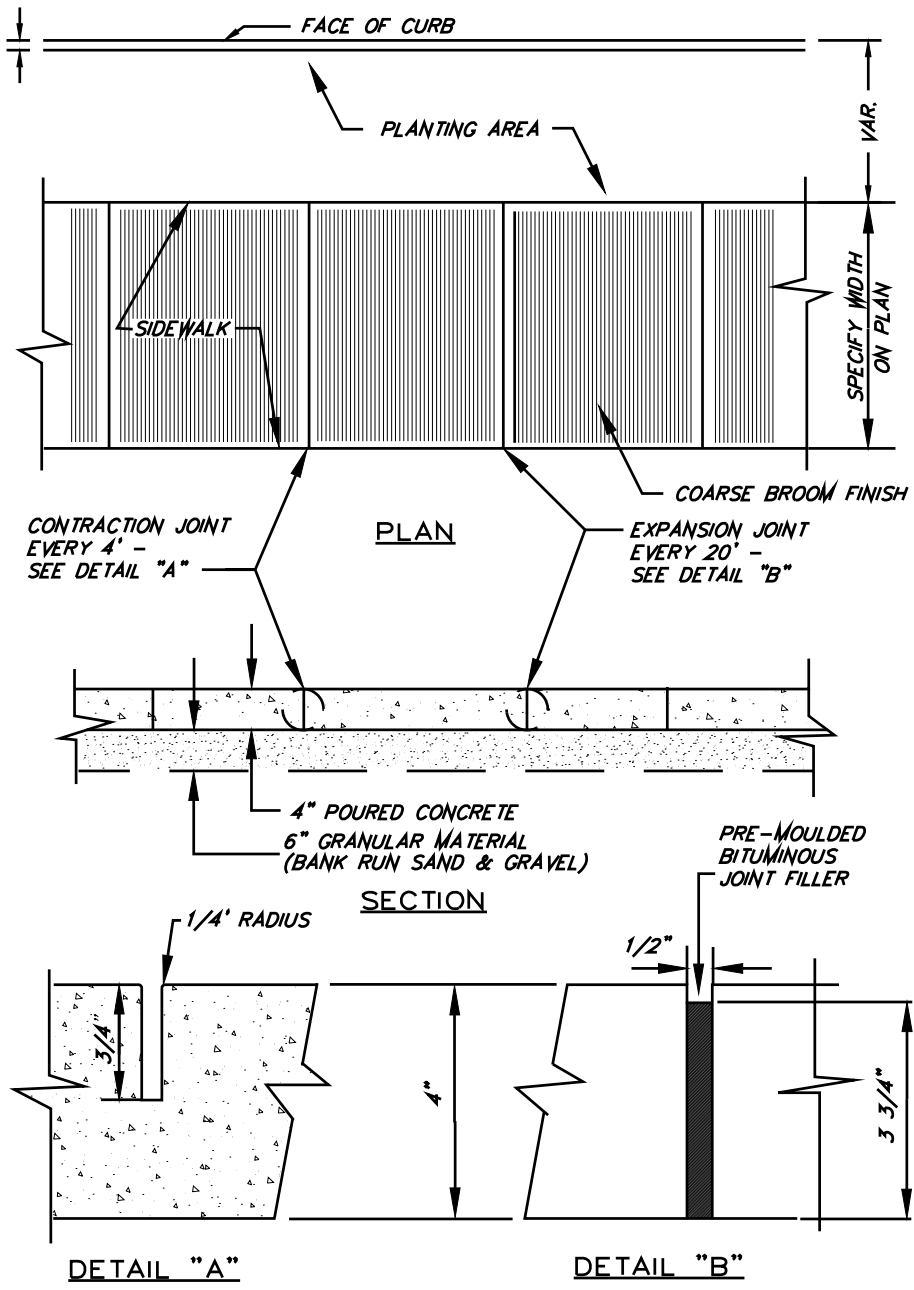 FACE OF CURB
PLANTING AREA
VAR.
SIDEWALK
SPECIFY WIDTH
ON PLAN
COARSE BROOM FINISH
CONTRACTION JOINT
EVERY 4' -
SEE DETAIL "A"
PLAN
EXPANSION JOINT
EVERY 20' -
SEE DETAIL "B"
4" POURED CONCRETE
6" GRANULAR MATERIAL
(BANK RUN SAND & GRAVEL)
SECTION
PRE-MOULDED
BITUMINOUS
JOINT FILLER
1/4' RADIUS
1/2"
3/4"
4"
3 3/4"
DETAIL "A"
DETAIL "B"